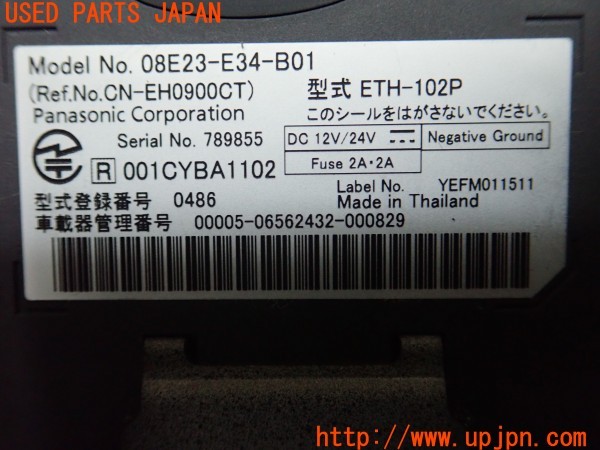 USED PARTS JAPAN
Model No. 08E23-E34-B01
(Ref.No.CN-EH0900CT) 型式 ETH-102P
Panasonic Corporation このシールをはがさないでください。
Serial No. 789855 DC 12V/24V Negative Ground
R 001CYBA1102 Fuse 2A・2A
Label No. YEFM011511
型式登録番号 0486 Made in Thailand
車載器管理番号 00005-06562432-000829
http://www.upjpn.com/